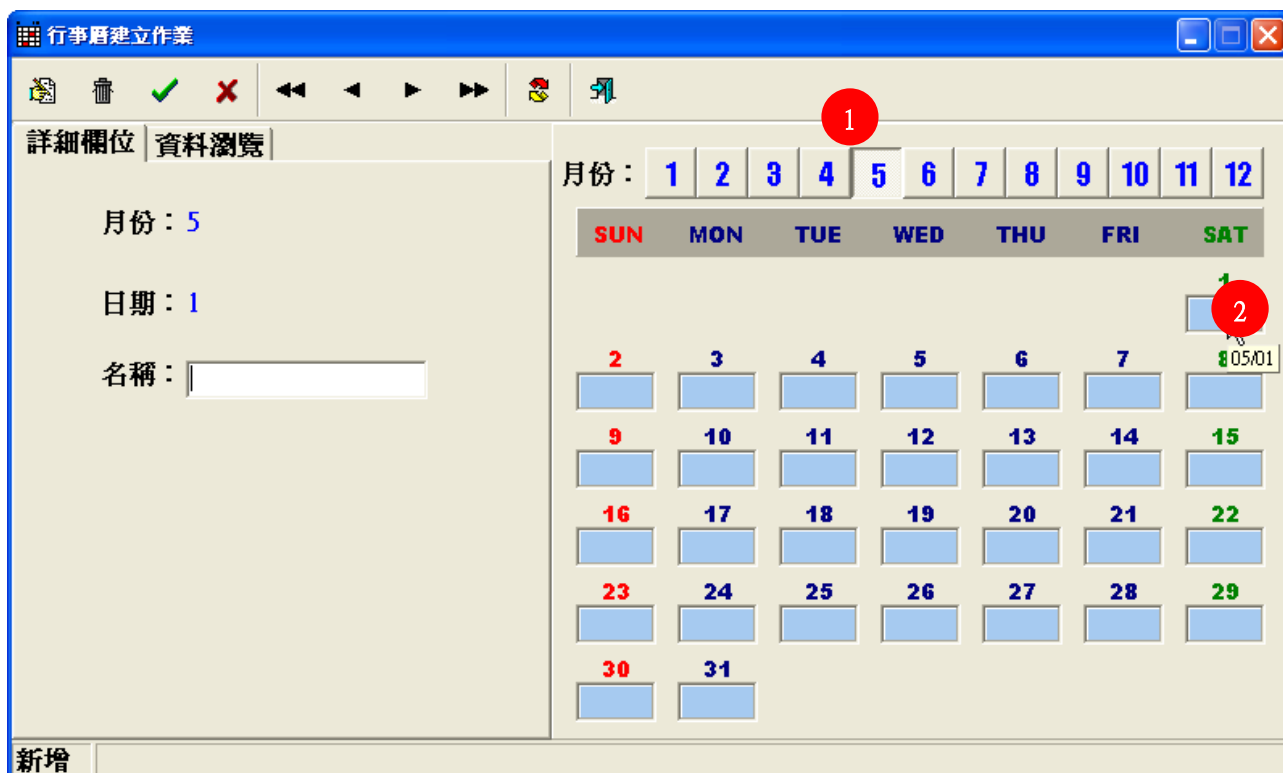 行事曆建立作業
詳細欄位 資料瀏覽
月份：5
日期：1
名稱：
1
月份： 1 2 3 4 5 6 7 8 9 10 11 12
SUN MON TUE WED THU FRI SAT
1
2
05/01
2 3 4 5 6 7 8
9 10 11 12 13 14 15
16 17 18 19 20 21 22
23 24 25 26 27 28 29
30 31
新增